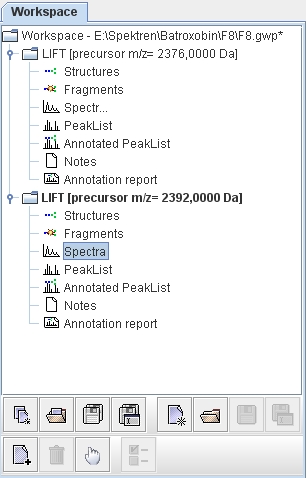 Workspace
Workspace - E:\Spektren\Batroxobin\F8\F8.gwp*
LIFT [precursor m/z= 2376,0000 Da]
Structures
Fragments
Spectr...
PeakList
Annotated PeakList
Notes
Annotation report
LIFT [precursor m/z= 2392,0000 Da]
Structures
Fragments
Spectra
PeakList
Annotated PeakList
Notes
Annotation report